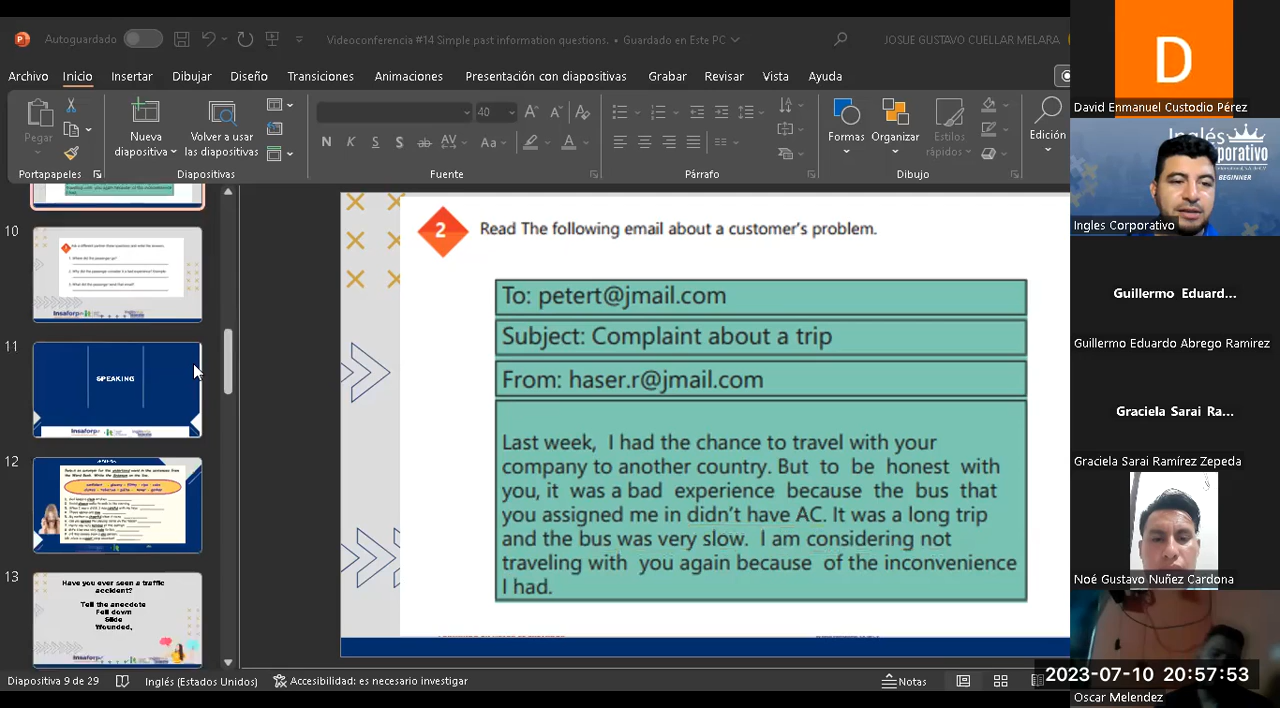 Autoguardado
Videoconferencia #14 Simple past information questions. • Guardado en Este PC
JOSUE GUSTAVO CUELLAR MELARA
Archivo Inicio Insertar Dibujar Diseño Transiciones Animaciones Presentación con diapositivas Grabar Revisar Vista Ayuda
Pegar
Nueva diapositiva
Volver a usar las diapositivas
40
N K S S ab AV Aa A
Formas
Organizar
Estilos rápidos
Edición
Portapapeles Diapositivas Fuente Párrafo Dibujo
10
11
SPEAKING
12
13
Have you ever seen a traffic
accident?
Tell the anecdote
Fell down
Slide
Wounded,
2
Read The following email about a customer's problem.
To: petert@jmail.com
Subject: Complaint about a trip
From: haser.r@jmail.com
Last week, I had the chance to travel with your
company to another country. But to be honest with
you it was a bad experience because the bus that
assigned me in didn't have AC. it was a long trip
and the bus was very slow. I am considering not
traveling with you again because of the inconvenience
I had.
Diapositiva 9 de 29
Inglés (Estados Unidos)
Accesibilidad: es necesario investigar
Notas
D
David Enmanuel Custodio Pérez
Inglés
BEGINNER
Ingles Corporativo
Guillermo Eduard...
Guillermo Eduardo Abrego Ramirez
Graciela Sarai Ra...
Graciela Sarai Ramírez Zepeda
Noé Gustavo Nuñez Cardona
2023-07-10 20:57:53
Oscar Melendez